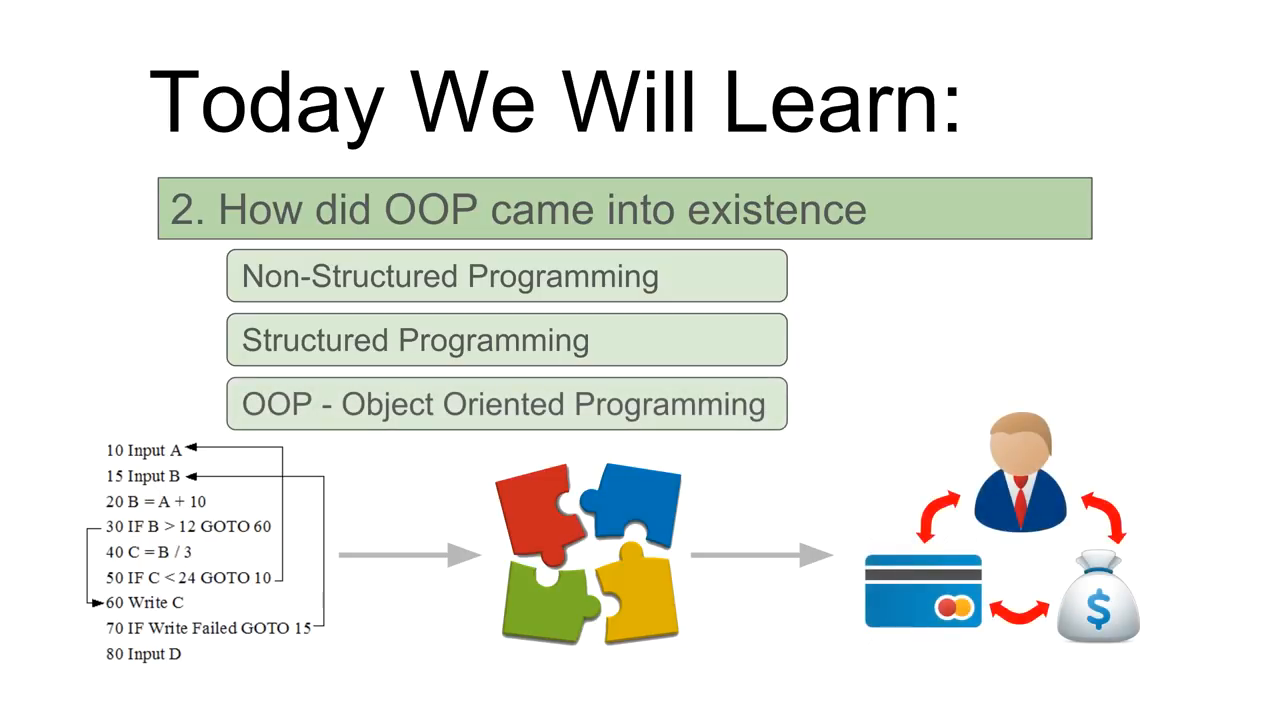 Today We Will Learn:
2. How did OOP came into existence
Non-Structured Programming
Structured Programming
OOP - Object Oriented Programming
10 Input A
15 Input B
20 B = A + 10
30 IF B > 12 GOTO 60
40 C = B / 3
50 IF C < 24 GOTO 10
60 Write C
70 IF Write Failed GOTO 15
80 Input D
$